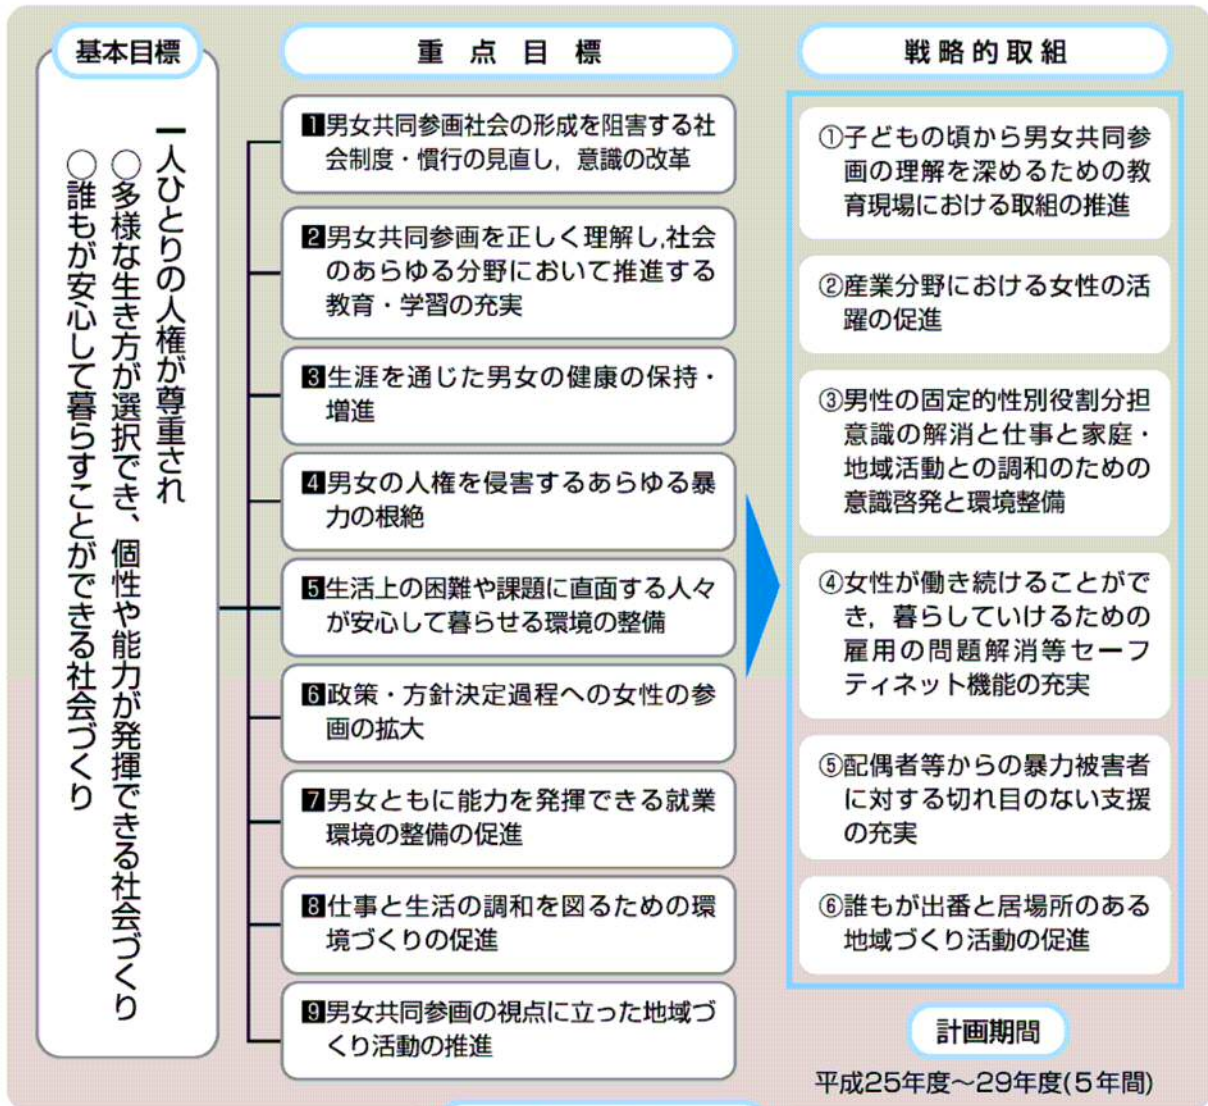 基本目標
一人ひとりの人権が尊重され
○多様な生き方が選択でき、個性や能力が発揮できる社会づくり
○誰もが安心して暮らすことができる社会づくり
重点目標
1男女共同参画社会の形成を阻害する社
会制度・慣行の見直し，意識の改革
2男女共同参画を正しく理解し,社会
のあらゆる分野において推進する
教育・学習の充実
3生涯を通じた男女の健康の保持・
増進
4男女の人権を侵害するあらゆる暴
力の根絶
5生活上の困難や課題に直面する人々
が安心して暮らせる環境の整備
6政策・方針決定過程への女性の参
画の拡大
7男女ともに能力を発揮できる就業
環境の整備の促進
8仕事と生活の調和を図るための環
境づくりの促進
9男女共同参画の視点に立った地域づ
くり活動の推進
戦略的取組
①子どもの頃から男女共同参
画の理解を深めるための教
育現場における取組の推進
②産業分野における女性の活
躍の促進
③男性の固定的性別役割分担
意識の解消と仕事と家庭・
地域活動との調和のための
意識啓発と環境整備
④女性が働き続けることがで
き，暮らしていけるための
雇用の問題解消等セーフ
ティネット機能の充実
⑤配偶者等からの暴力被害者
に対する切れ目のない支援
の充実
⑥誰もが出番と居場所のある
地域づくり活動の促進
計画期間
平成25年度～29年度(5年間)